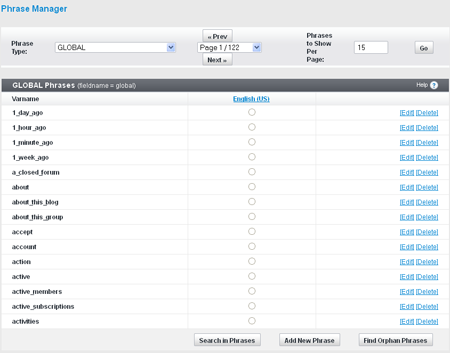 Phrase Manager
Phrase Type: GLOBAL « Prev Page 1 / 122 Next » Phrases to Show Per Page: 15 Go
GLOBAL Phrases (fieldname = global) Help ?
Varname English (US)
1_day_ago [Edit] [Delete]
1_hour_ago [Edit] [Delete]
1_minute_ago [Edit] [Delete]
1_week_ago [Edit] [Delete]
a_closed_forum [Edit] [Delete]
about [Edit] [Delete]
about_this_blog [Edit] [Delete]
about_this_group [Edit] [Delete]
accept [Edit] [Delete]
account [Edit] [Delete]
action [Edit] [Delete]
active [Edit] [Delete]
active_members [Edit] [Delete]
active_subscriptions [Edit] [Delete]
activities [Edit] [Delete]
Search in Phrases Add New Phrase Find Orphan Phrases